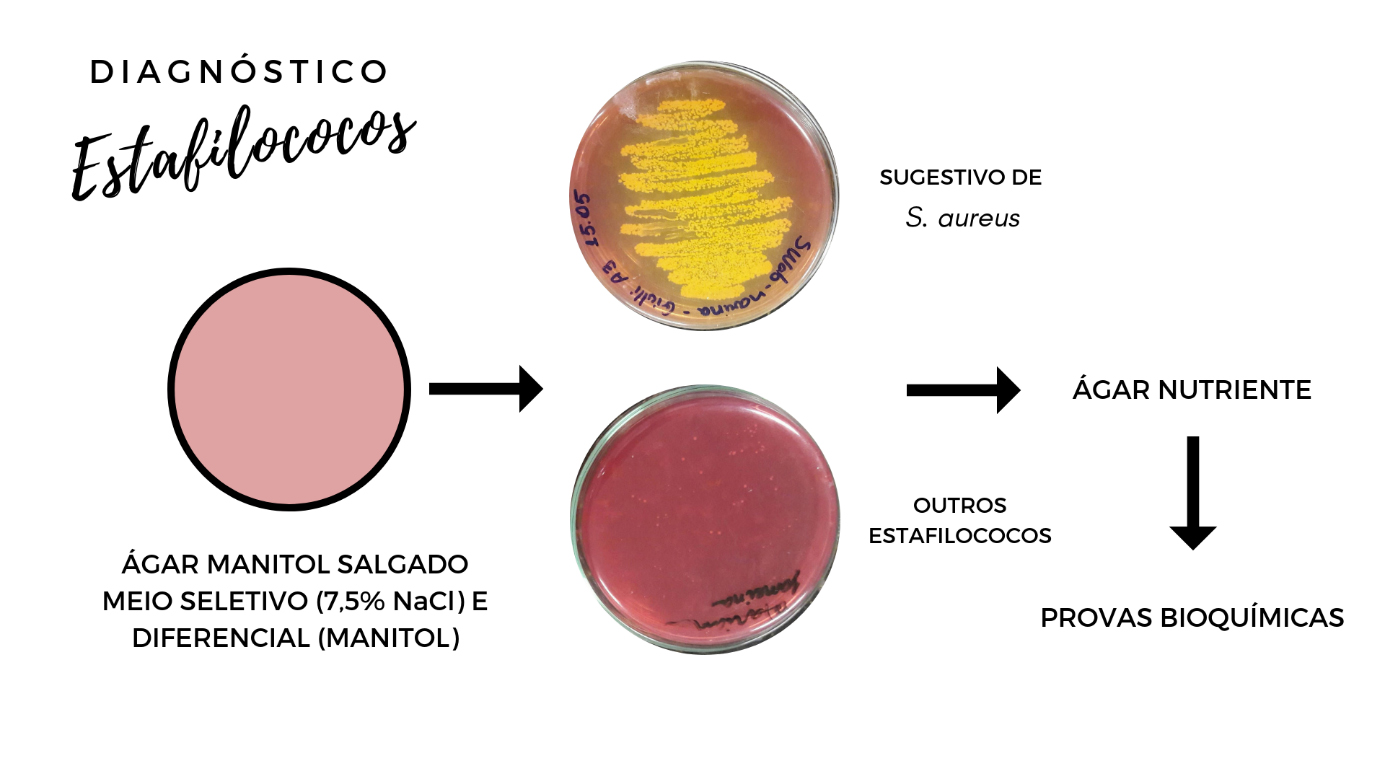 DIAGNÓSTICO
Estafilococos
15.05
Swab - narina - Giulli A3
SUGESTIVO DE
S. aureus
ÁGAR MANITOL SALGADO
MEIO SELETIVO (7,5% NaCl) E
DIFERENCIAL (MANITOL)
OUTROS
ESTAFILOCOCOS
ÁGAR NUTRIENTE
PROVAS BIOQUÍMICAS